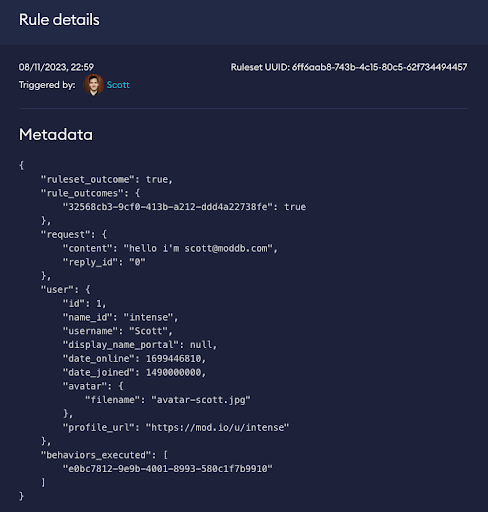 Rule details
08/11/2023, 22:59 Ruleset UUID: 6ff6aab8-743b-4c15-80c5-62f734494457
Triggered by: Scott
Metadata
{
    "ruleset_outcome": true,
    "rule_outcomes": {
        "32568cb3-9cf0-413b-a212-ddd4a22738fe": true
    },
    "request": {
        "content": "hello i'm scott@moddb.com",
        "reply_id": "0"
    },
    "user": {
        "id": 1,
        "name_id": "intense",
        "username": "Scott",
        "display_name_portal": null,
        "date_online": 1699446810,
        "date_joined": 1490000000,
        "avatar": {
            "filename": "avatar-scott.jpg"
        },
        "profile_url": "https://mod.io/u/intense"
    },
    "behaviors_executed": [
        "e0bc7812-9e9b-4001-8993-580c1f7b9910"
    ]
}